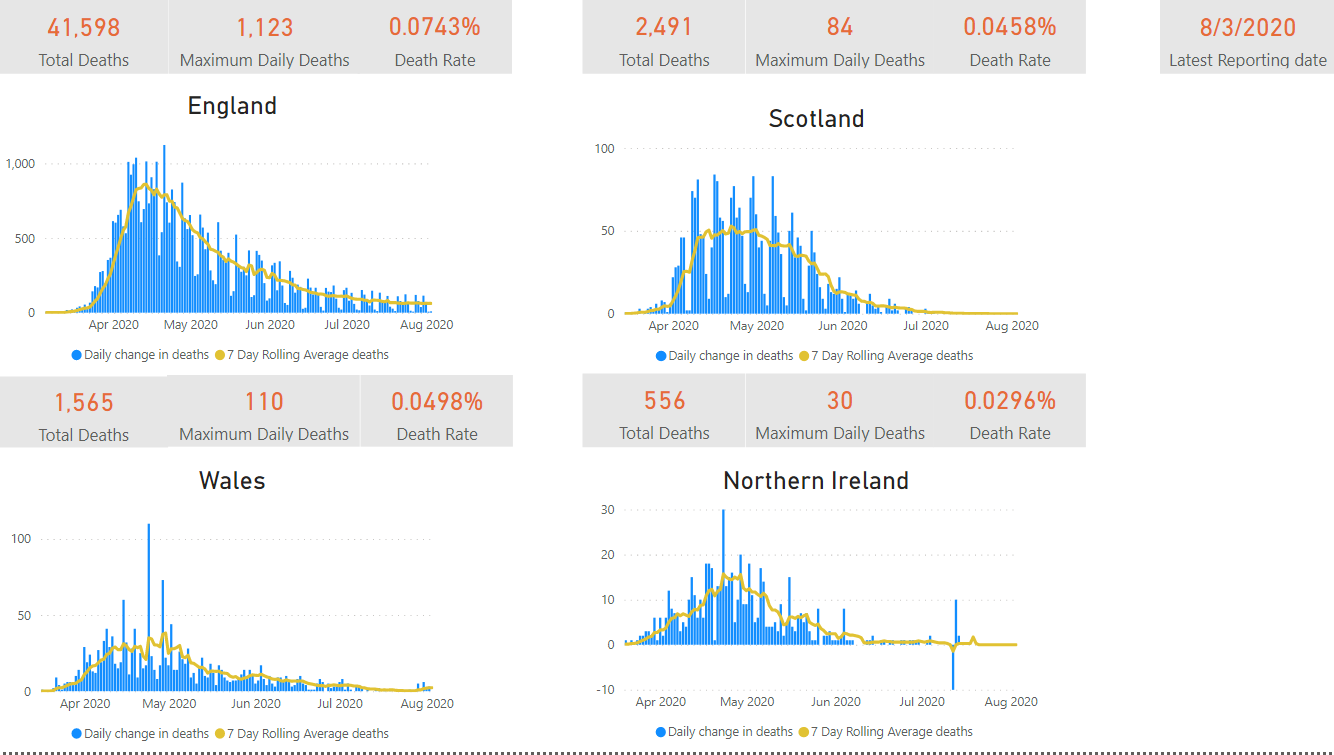 41,598 1,123 0.0743%
Total Deaths Maximum Daily Deaths Death Rate
2,491 84 0.0458%
Total Deaths Maximum Daily Deaths Death Rate
8/3/2020
Latest Reporting date
England
1,000
500
0
Apr 2020 May 2020 Jun 2020 Jul 2020 Aug 2020
Daily change in deaths 7 Day Rolling Average deaths
Scotland
100
50
0
Apr 2020 May 2020 Jun 2020 Jul 2020 Aug 2020
Daily change in deaths 7 Day Rolling Average deaths
1,565 110 0.0498%
Total Deaths Maximum Daily Deaths Death Rate
556 30 0.0296%
Total Deaths Maximum Daily Deaths Death Rate
Wales
100
50
0
Apr 2020 May 2020 Jun 2020 Jul 2020 Aug 2020
Daily change in deaths 7 Day Rolling Average deaths
Northern Ireland
30
20
10
0
-10
Apr 2020 May 2020 Jun 2020 Jul 2020 Aug 2020
Daily change in deaths 7 Day Rolling Average deaths